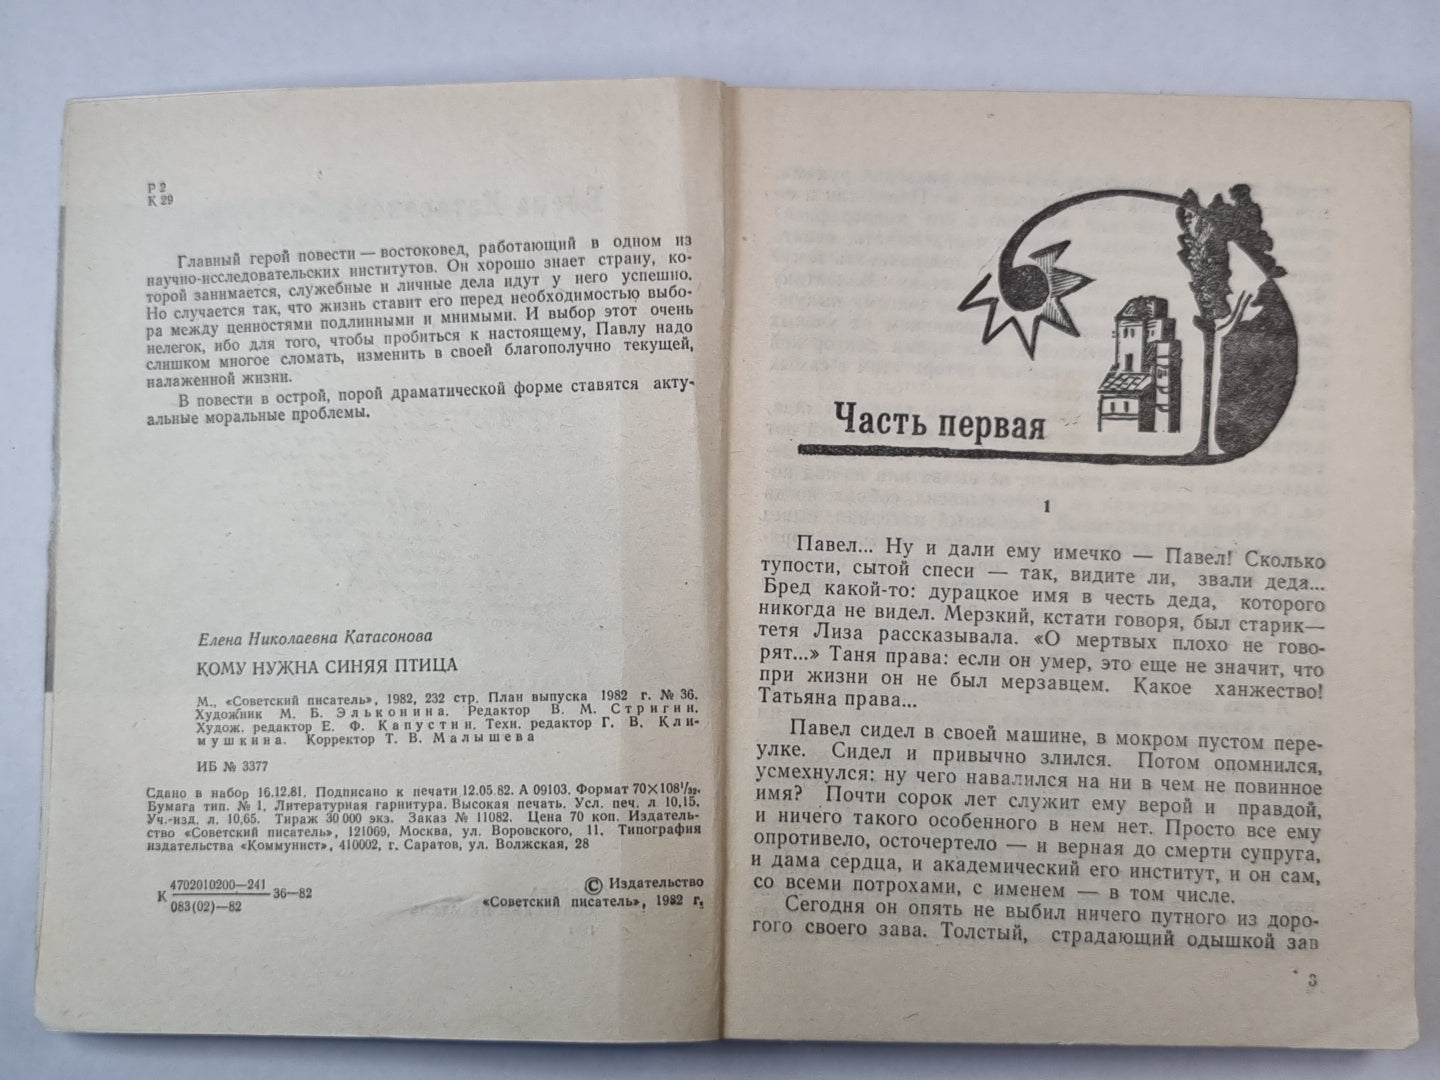 Р 2
К 29
Главный герой повести — востоковед, работающий в одном из
научно-исследовательских институтов. Он хорошо знает страну, ко-
торой занимается, служебные и личные дела идут у него успешно.
Но случается так, что жизнь ставит его перед необходимостью выбо-
ра между ценностями подлинными и мнимыми. И выбор этот очень
нелегок, ибо для того, чтобы пробиться к настоящему, Павлу надо
слишком многое сломать, изменить в своей благополучно текущей,
налаженной жизни.
В повести в острой, порой драматической форме ставятся акту-
альные моральные проблемы.
Елена Николаевна Катасонова
КОМУ НУЖНА СИНЯЯ ПТИЦА
М., «Советский писатель», 1982, 232 стр. План выпуска 1982 г. № 36.
Художник М. Б. Эльконина. Редактор В. М. Стригин.
Худож. редактор Е. Ф. Капустин. Техн. редактор Г. В. Кли-
мушкина. Корректор Т. В. Малышева
ИБ № 3377
Сдано в набор 16.12.81. Подписано к печати 12.05.82. А 09103. Формат 70×108¹/₃₂.
Бумага тип. № 1. Литературная гарнитура. Высокая печать. Усл. печ. л 10,15.
Уч.-изд. л. 10,65. Тираж 30 000 экз. Заказ № 11082. Цена 70 коп. Издатель-
ство «Советский писатель», 121069, Москва, ул. Воровского, 11. Типография
издательства «Коммунист», 410002, г. Саратов, ул. Волжская, 28
К 4702010200—241 36—82
083(02)—82
© Издательство
«Советский писатель», 1982 г.
Часть первая
1
Павел... Ну и дали ему имечко — Павел! Сколько
тупости, сытой спеси — так, видите ли, звали деда...
Бред какой-то: дурацкое имя в честь деда, которого
никогда не видел. Мерзкий, кстати говоря, был старик—
тетя Лиза рассказывала. «О мертвых плохо не гово-
рят...» Таня права: если он умер, это еще не значит, что
при жизни он не был мерзавцем. Какое ханжество!
Татьяна права...
Павел сидел в своей машине, в мокром пустом пере-
улке. Сидел и привычно злился. Потом опомнился,
усмехнулся: ну чего навалился на ни в чем не повинное
имя? Почти сорок лет служит ему верой и правдой,
и ничего такого особенного в нем нет. Просто все ему
опротивело, осточертело — и верная до смерти супруга,
и дама сердца, и академический его институт, и он сам,
со всеми потрохами, с именем — в том числе.
Сегодня он опять не выбил ничего путного из доро-
гого своего зава. Толстый, страдающий одышкой зав
3